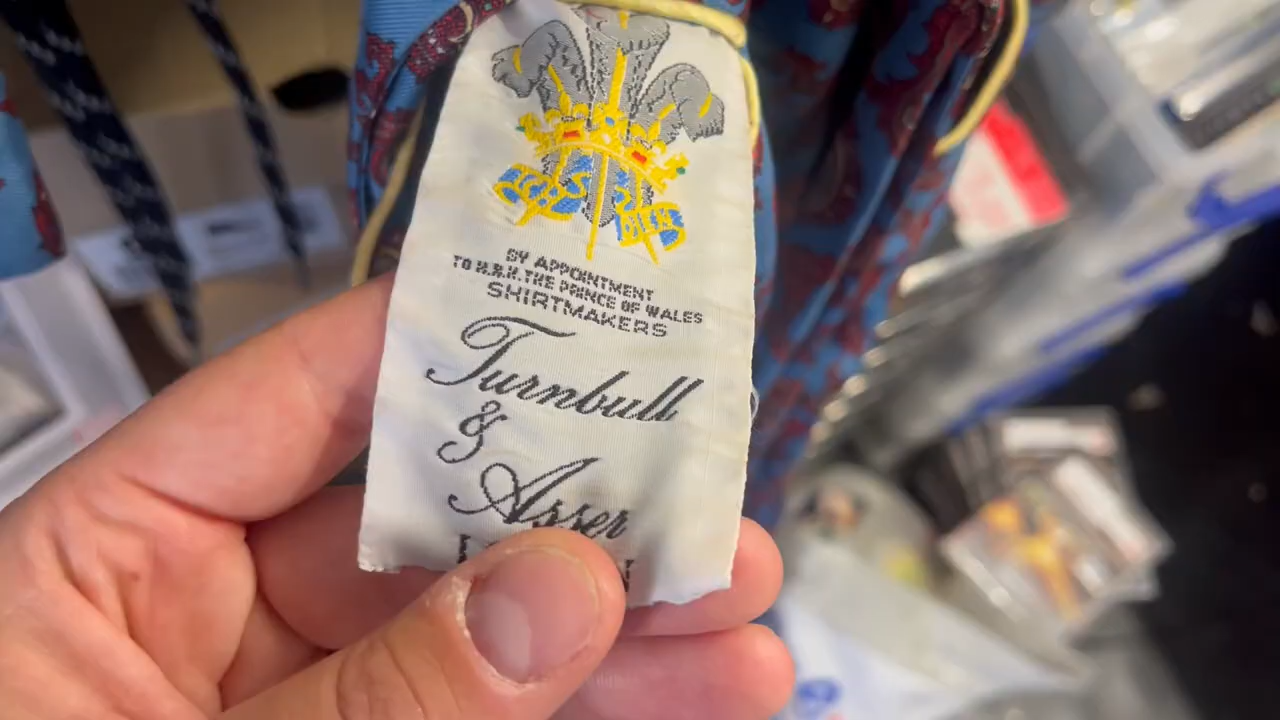 BY APPOINTMENT
TO H.R.H. THE PRINCE OF WALES
SHIRTMAKERS
Turnbull
&
Asser